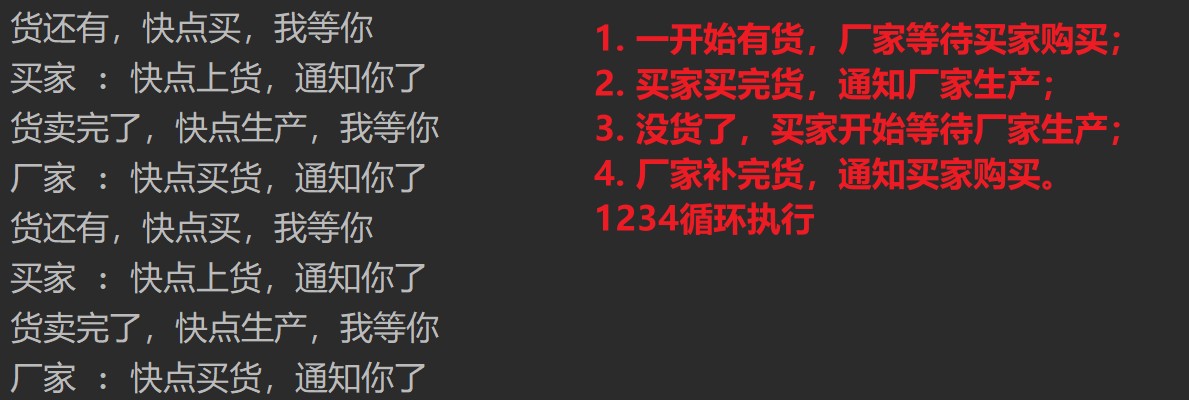 货还有，快点买，我等你
买家 ：快点上货，通知你了
货卖完了，快点生产，我等你
厂家 ：快点买货，通知你了
货还有，快点买，我等你
买家 ：快点上货，通知你了
货卖完了，快点生产，我等你
厂家 ：快点买货，通知你了
1. 一开始有货，厂家等待买家购买；
2. 买家买完货，通知厂家生产；
3. 没货了，买家开始等待厂家生产；
4. 厂家补完货，通知买家购买。
1234循环执行